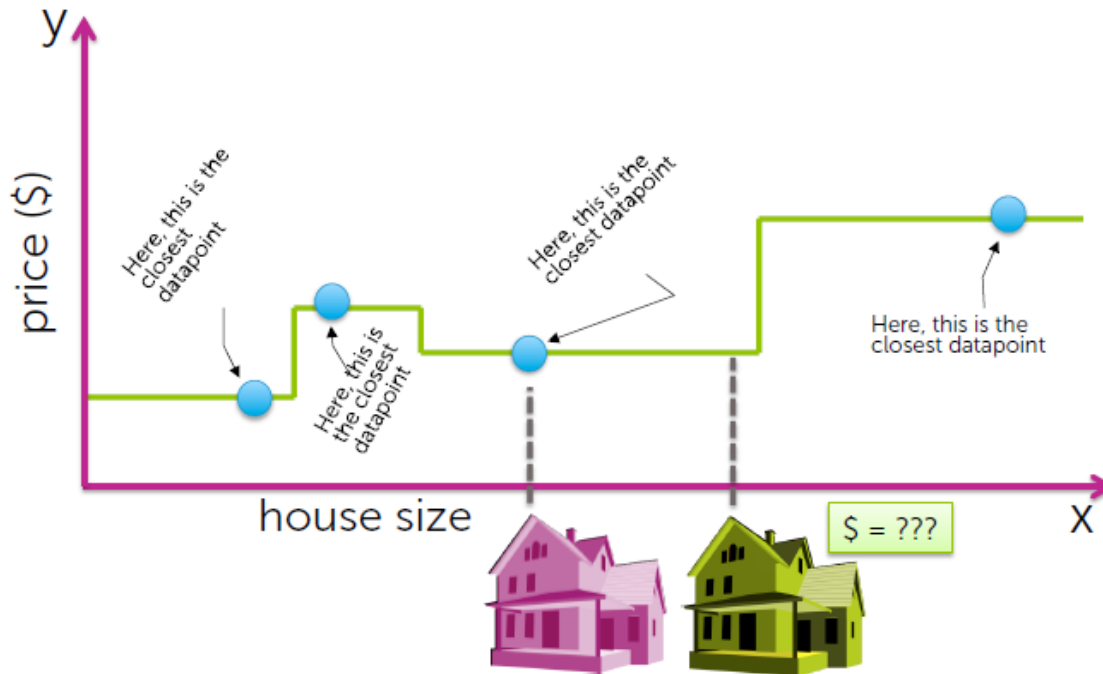 y
price ($)
Here, this is the
closest
datapoint
Here, this is
the closest
datapoint
Here, this is the
closest datapoint
Here, this is the
closest datapoint
house size
x
$ = ???